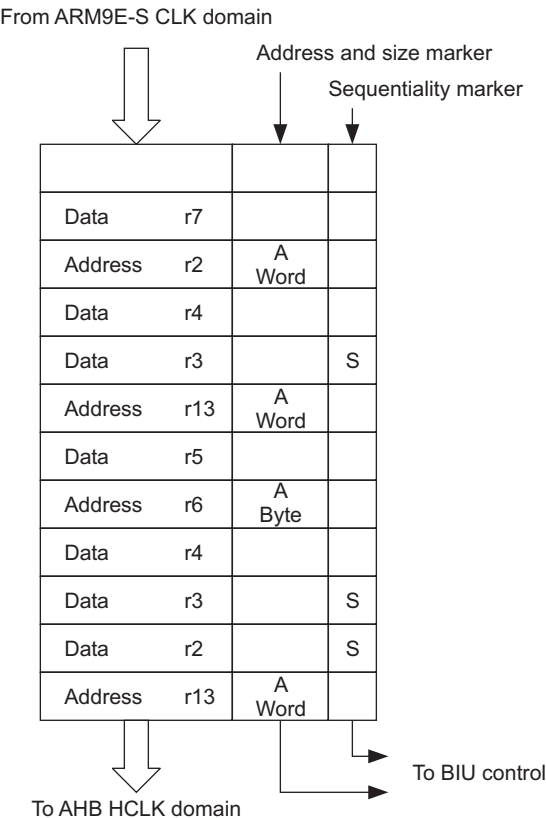 From ARM9E-S CLK domain
Address and size marker
Sequentiality marker
Data r7
Address r2 A Word
Data r4
Data r3 S
Address r13 A Word
Data r5
Address r6 A Byte
Data r4
Data r3 S
Data r2 S
Address r13 A Word
To BIU control
To AHB HCLK domain